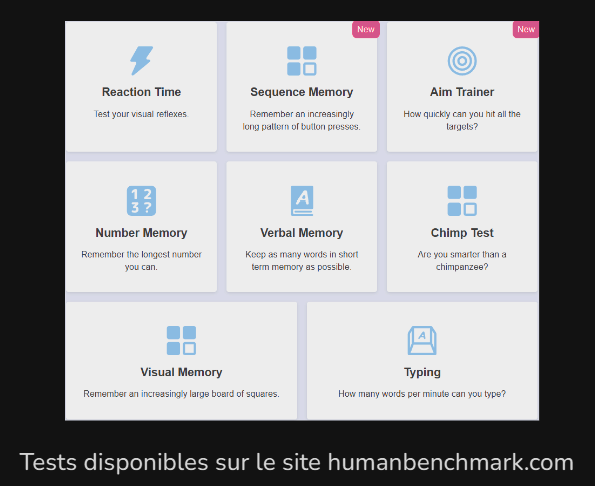 New
New
Reaction Time
Sequence Memory
Aim Trainer
Test your visual reflexes.
Remember an increasingly
long pattern of button presses.
How quickly can you hit all the
targets?
1 2
3 ?
A
Number Memory
Verbal Memory
Chimp Test
Remember the longest number
you can.
Keep as many words in short
term memory as possible.
Are you smarter than a
chimpanzee?
A
Visual Memory
Typing
Remember an increasingly large board of squares.
How many words per minute can you type?
Tests disponibles sur le site humanbenchmark.com